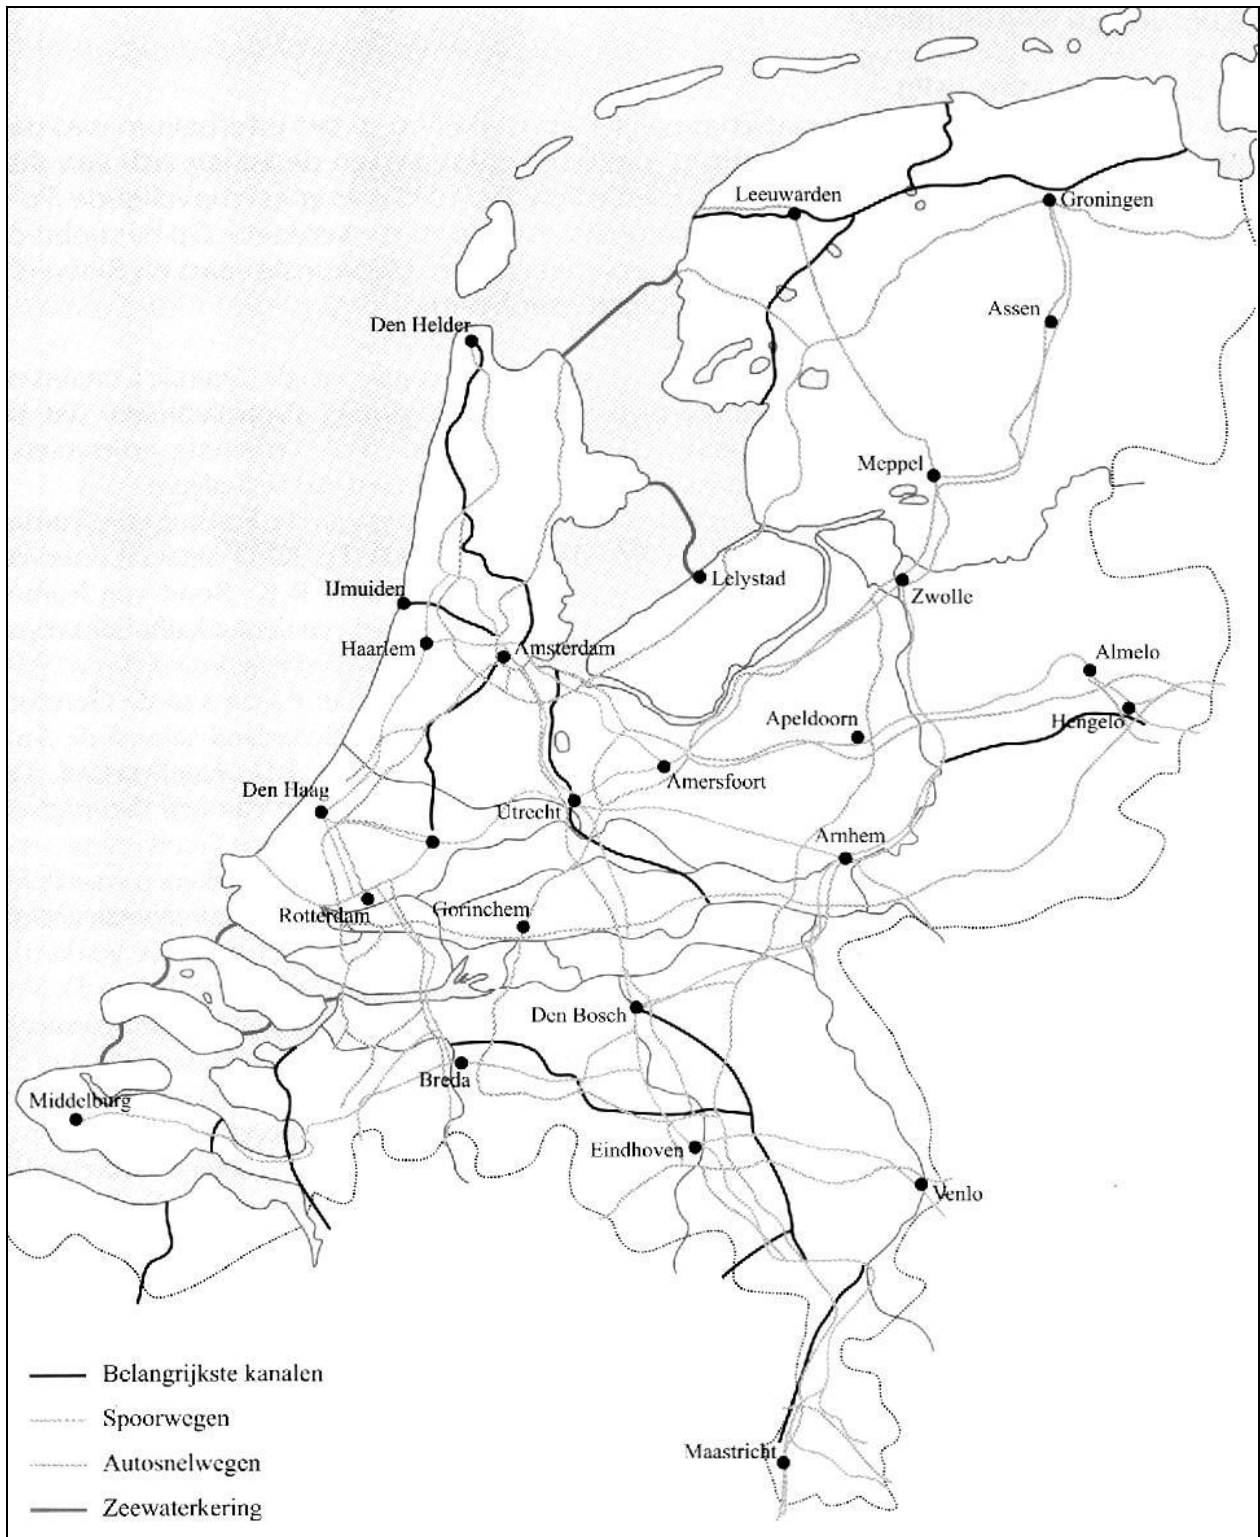 Leeuwarden
Groningen
Assen
Den Helder
Meppel
Lelystad
Zwolle
IJmuiden
Haarlem
Amsterdam
Almelo
Apeldoorn
Hengelo
Amersfoort
Den Haag
Utrecht
Arnhem
Rotterdam
Gorinchem
Den Bosch
Breda
Middelburg
Eindhoven
Venlo
Belangrijkste kanalen
Spoorwegen
Autosnelwegen
Maastricht
Zeewaterkering